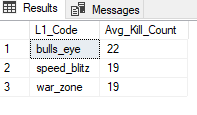 Results Messages
L1_Code Avg_Kill_Count
1 bulls_eye 22
2 speed_blitz 19
3 war_zone 19